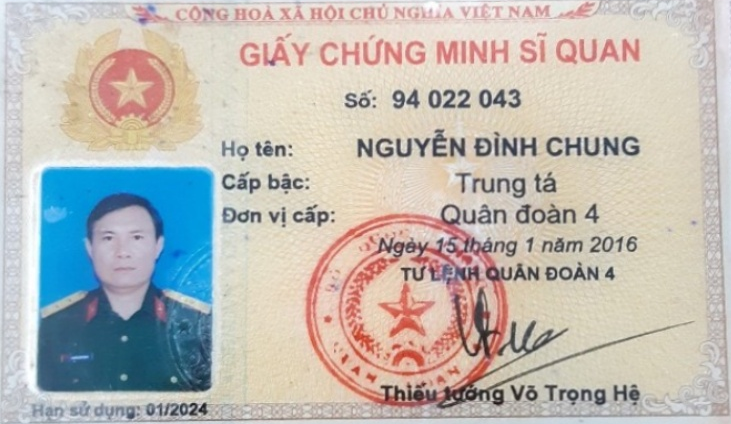 CỘNG HOÀ XÃ HỘI CHỦ NGHĨA VIỆT NAM
GIẤY CHỨNG MINH SĨ QUAN
Số: 94 022 043
Họ tên: NGUYỄN ĐÌNH CHUNG
Cấp bậc: Trung tá
Đơn vị cấp: Quân đoàn 4
Ngày 15 tháng 1 năm 2016
TƯ LỆNH QUÂN ĐOÀN 4
Thiếu tướng Võ Trọng Hệ
Hạn sử dụng: 01/2024